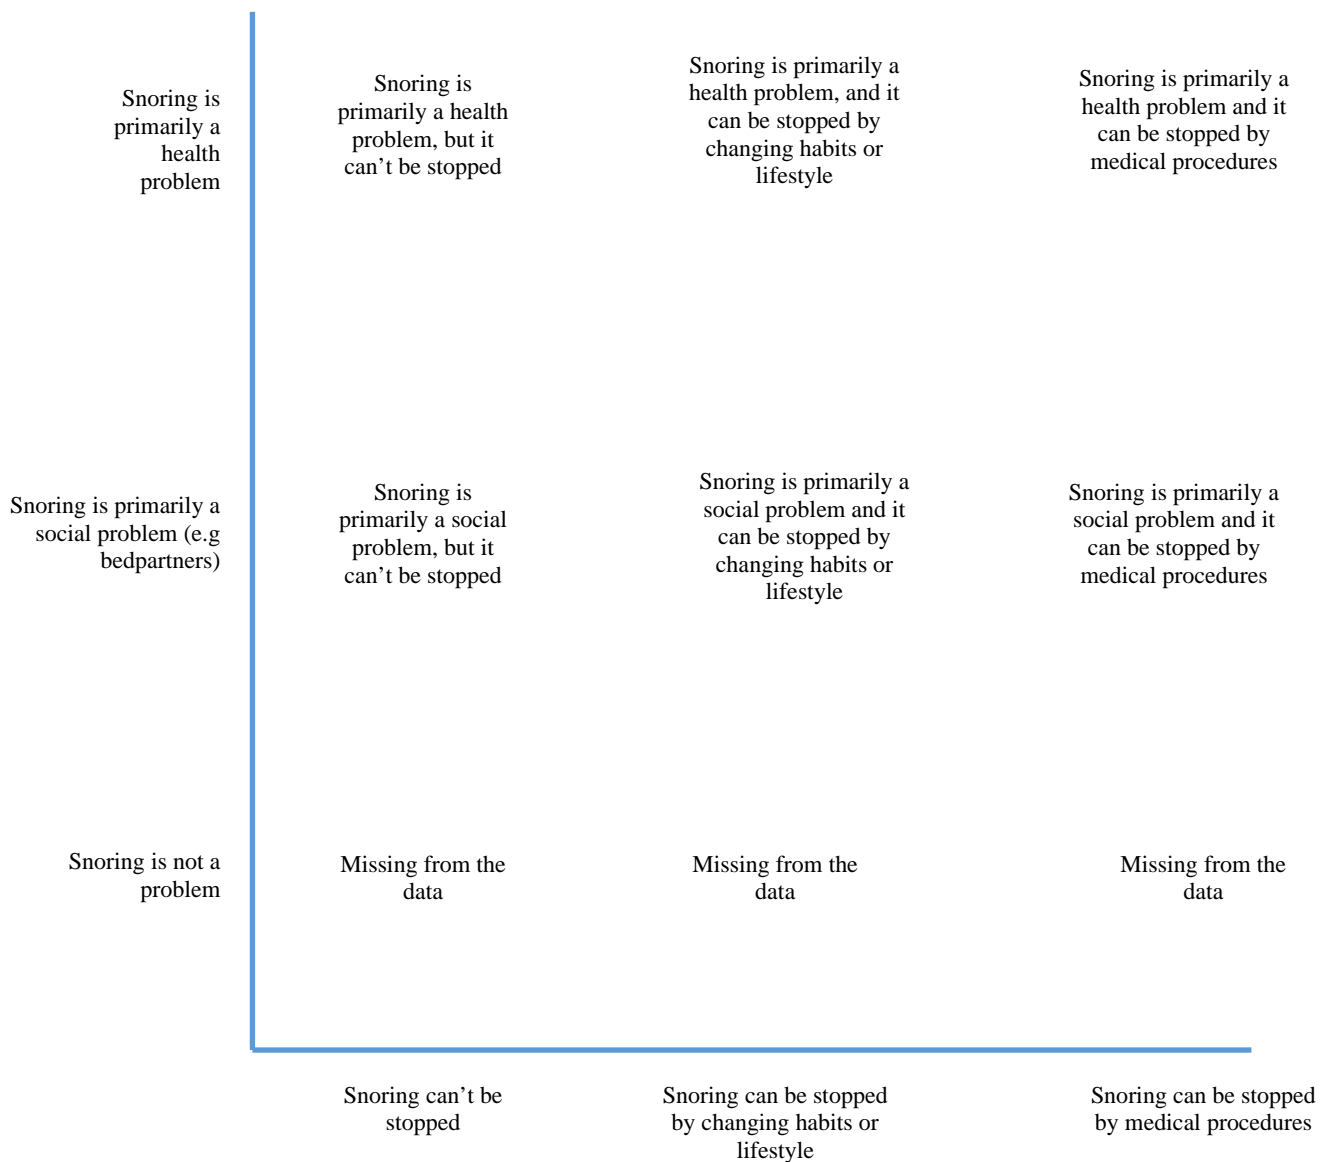 Snoring is
primarily a
health
problem
Snoring is
primarily a health
problem, but it
can’t be stopped
Snoring is primarily a
health problem, and it
can be stopped by
changing habits or
lifestyle
Snoring is primarily a
health problem and it
can be stopped by
medical procedures
Snoring is primarily a
social problem (e.g
bedpartners)
Snoring is
primarily a social
problem, but it
can’t be stopped
Snoring is primarily a
social problem and it
can be stopped by
changing habits or
lifestyle
Snoring is primarily a
social problem and it
can be stopped by
medical procedures
Snoring is not a
problem
Missing from the
data
Missing from the
data
Missing from the
data
Snoring can’t be
stopped
Snoring can be stopped
by changing habits or
lifestyle
Snoring can be stopped
by medical procedures